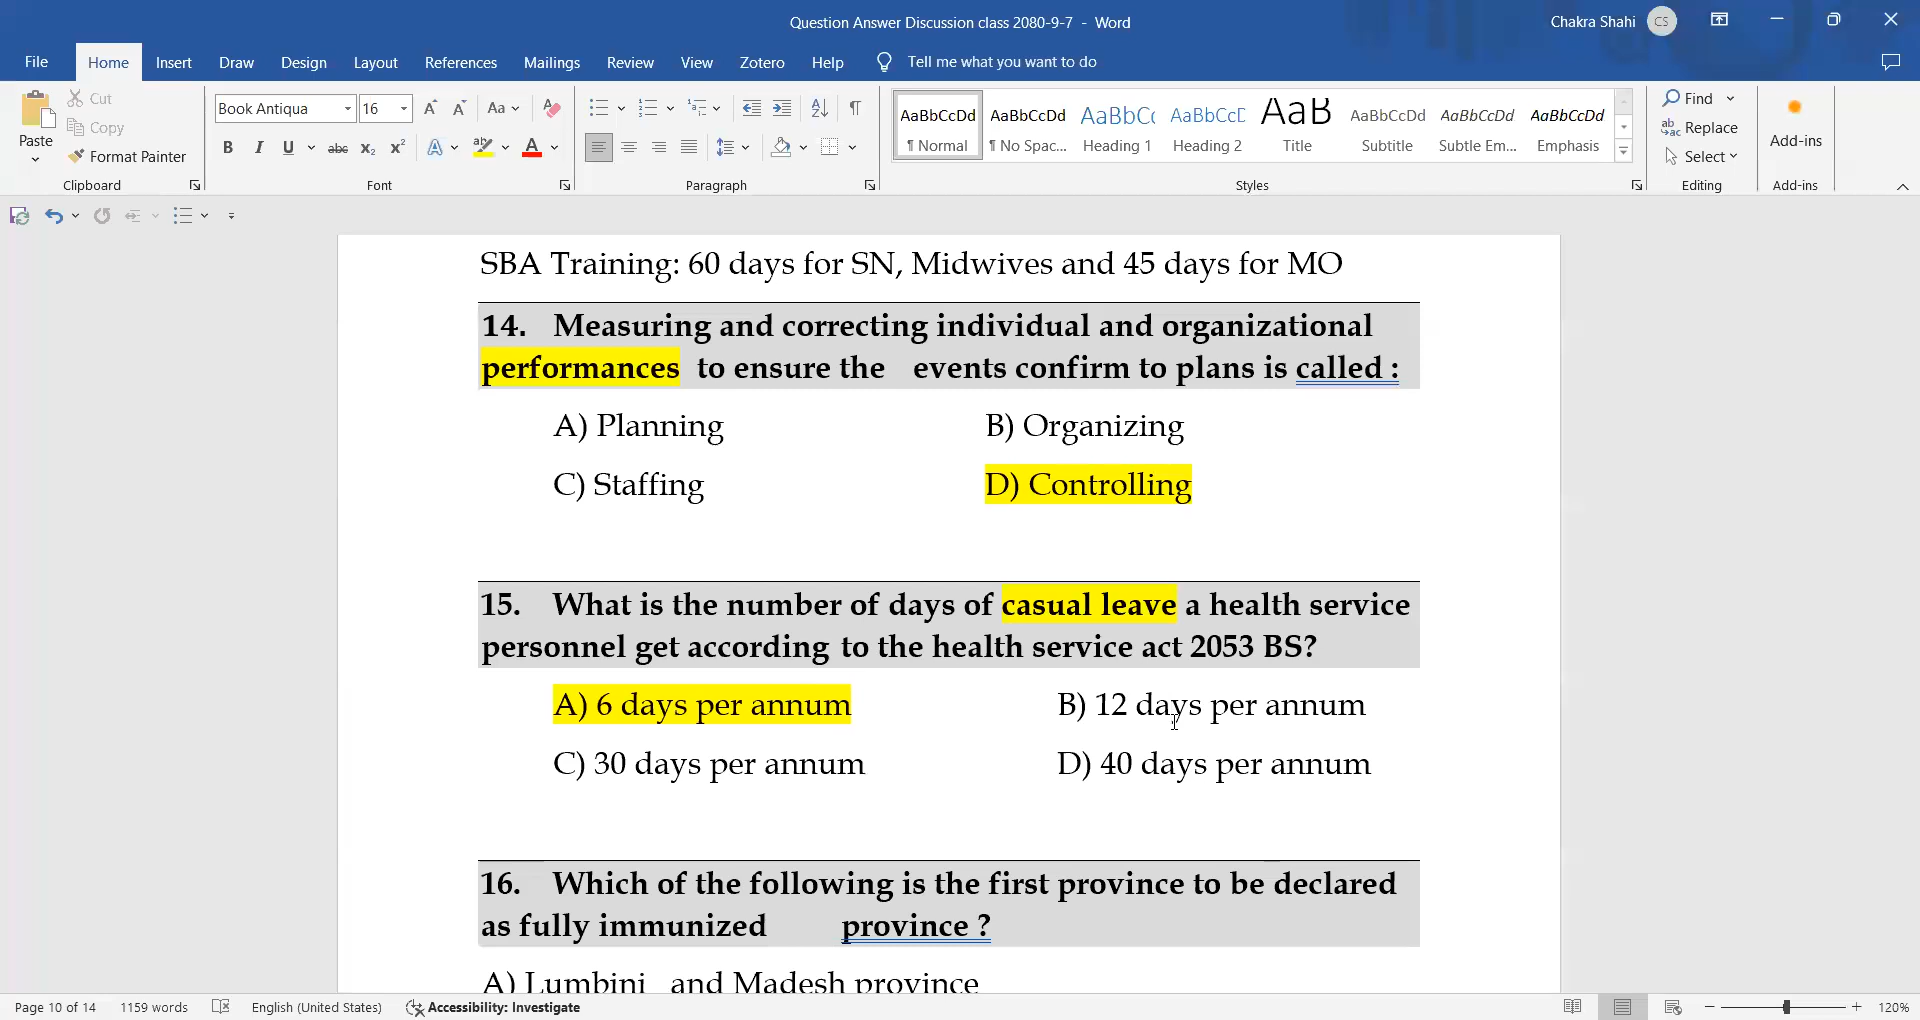 Question Answer Discussion class 2080-9-7 - Word
Chakra Shahi CS
File Home Insert Draw Design Layout References Mailings Review View Zotero Help Tell me what you want to do
Paste
Cut
Copy
Format Painter
Clipboard
Book Antiqua 16
Font
Paragraph
AaBbCcDd AaBbCcDd AaBbCc AaBbCcD AaB AaBbCcDd AaBbCcDd AaBbCcDd
¶ Normal ¶ No Spac... Heading 1 Heading 2 Title Subtitle Subtle Em... Emphasis
Styles
Find
Replace
Select
Editing
Add-ins
Add-ins
SBA Training: 60 days for SN, Midwives and 45 days for MO
14. Measuring and correcting individual and organizational
performances to ensure the events confirm to plans is called :
A) Planning B) Organizing
C) Staffing D) Controlling
15. What is the number of days of casual leave a health service
personnel get according to the health service act 2053 BS?
A) 6 days per annum B) 12 days per annum
C) 30 days per annum D) 40 days per annum
16. Which of the following is the first province to be declared
as fully immunized province ?
A) Lumbini and Madesh province
Page 10 of 14 1159 words English (United States) Accessibility: Investigate 120%